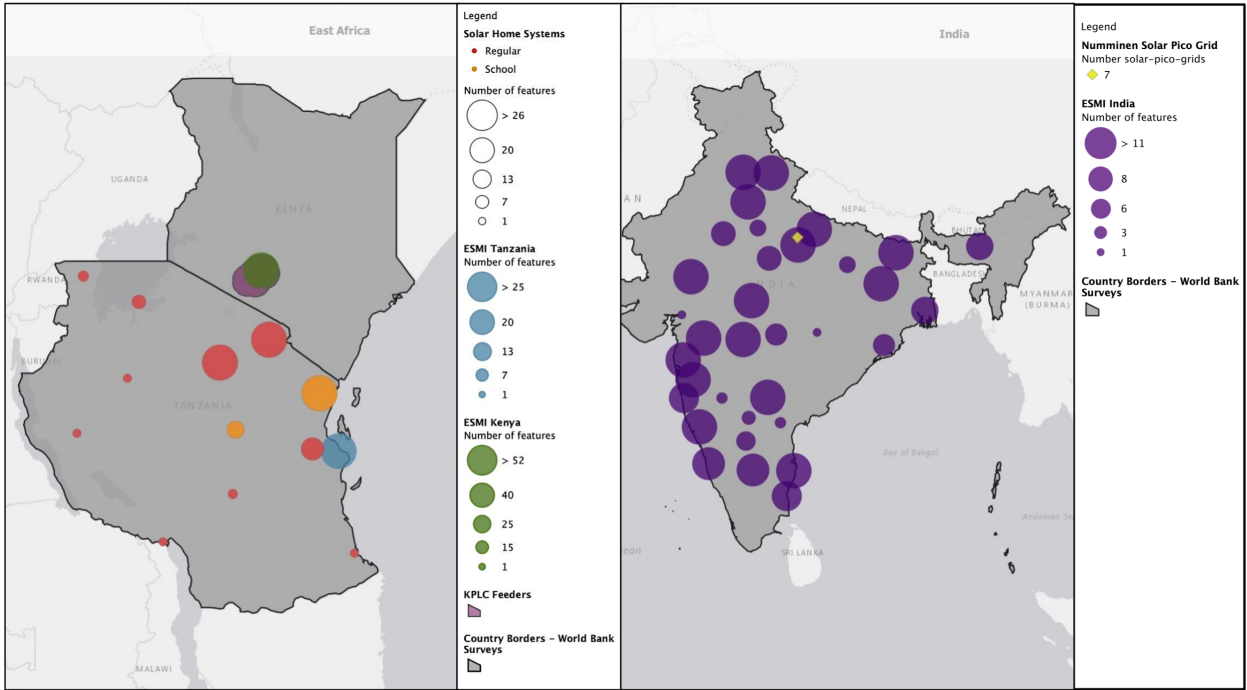 East Africa
UGANDA
KENYA
RWANDA
BURUNDI
TANZANIA
MALAWI
Legend
Solar Home Systems
Regular
School
Number of features
> 26
20
13
7
1
ESMI Tanzania
Number of features
> 25
20
13
7
1
ESMI Kenya
Number of features
> 52
40
25
15
1
KPLC Feeders
Country Borders – World Bank
Surveys
India
AN
NEPAL
BHUTAN
BANGLADESH
INDIA
MYANMAR
(BURMA)
Bay of Bengal
Andaman Se
ean
SRI LANKA
Legend
Numminen Solar Pico Grid
Number solar-pico-grids
7
ESMI India
Number of features
> 11
8
6
3
1
Country Borders – World Bank
Surveys